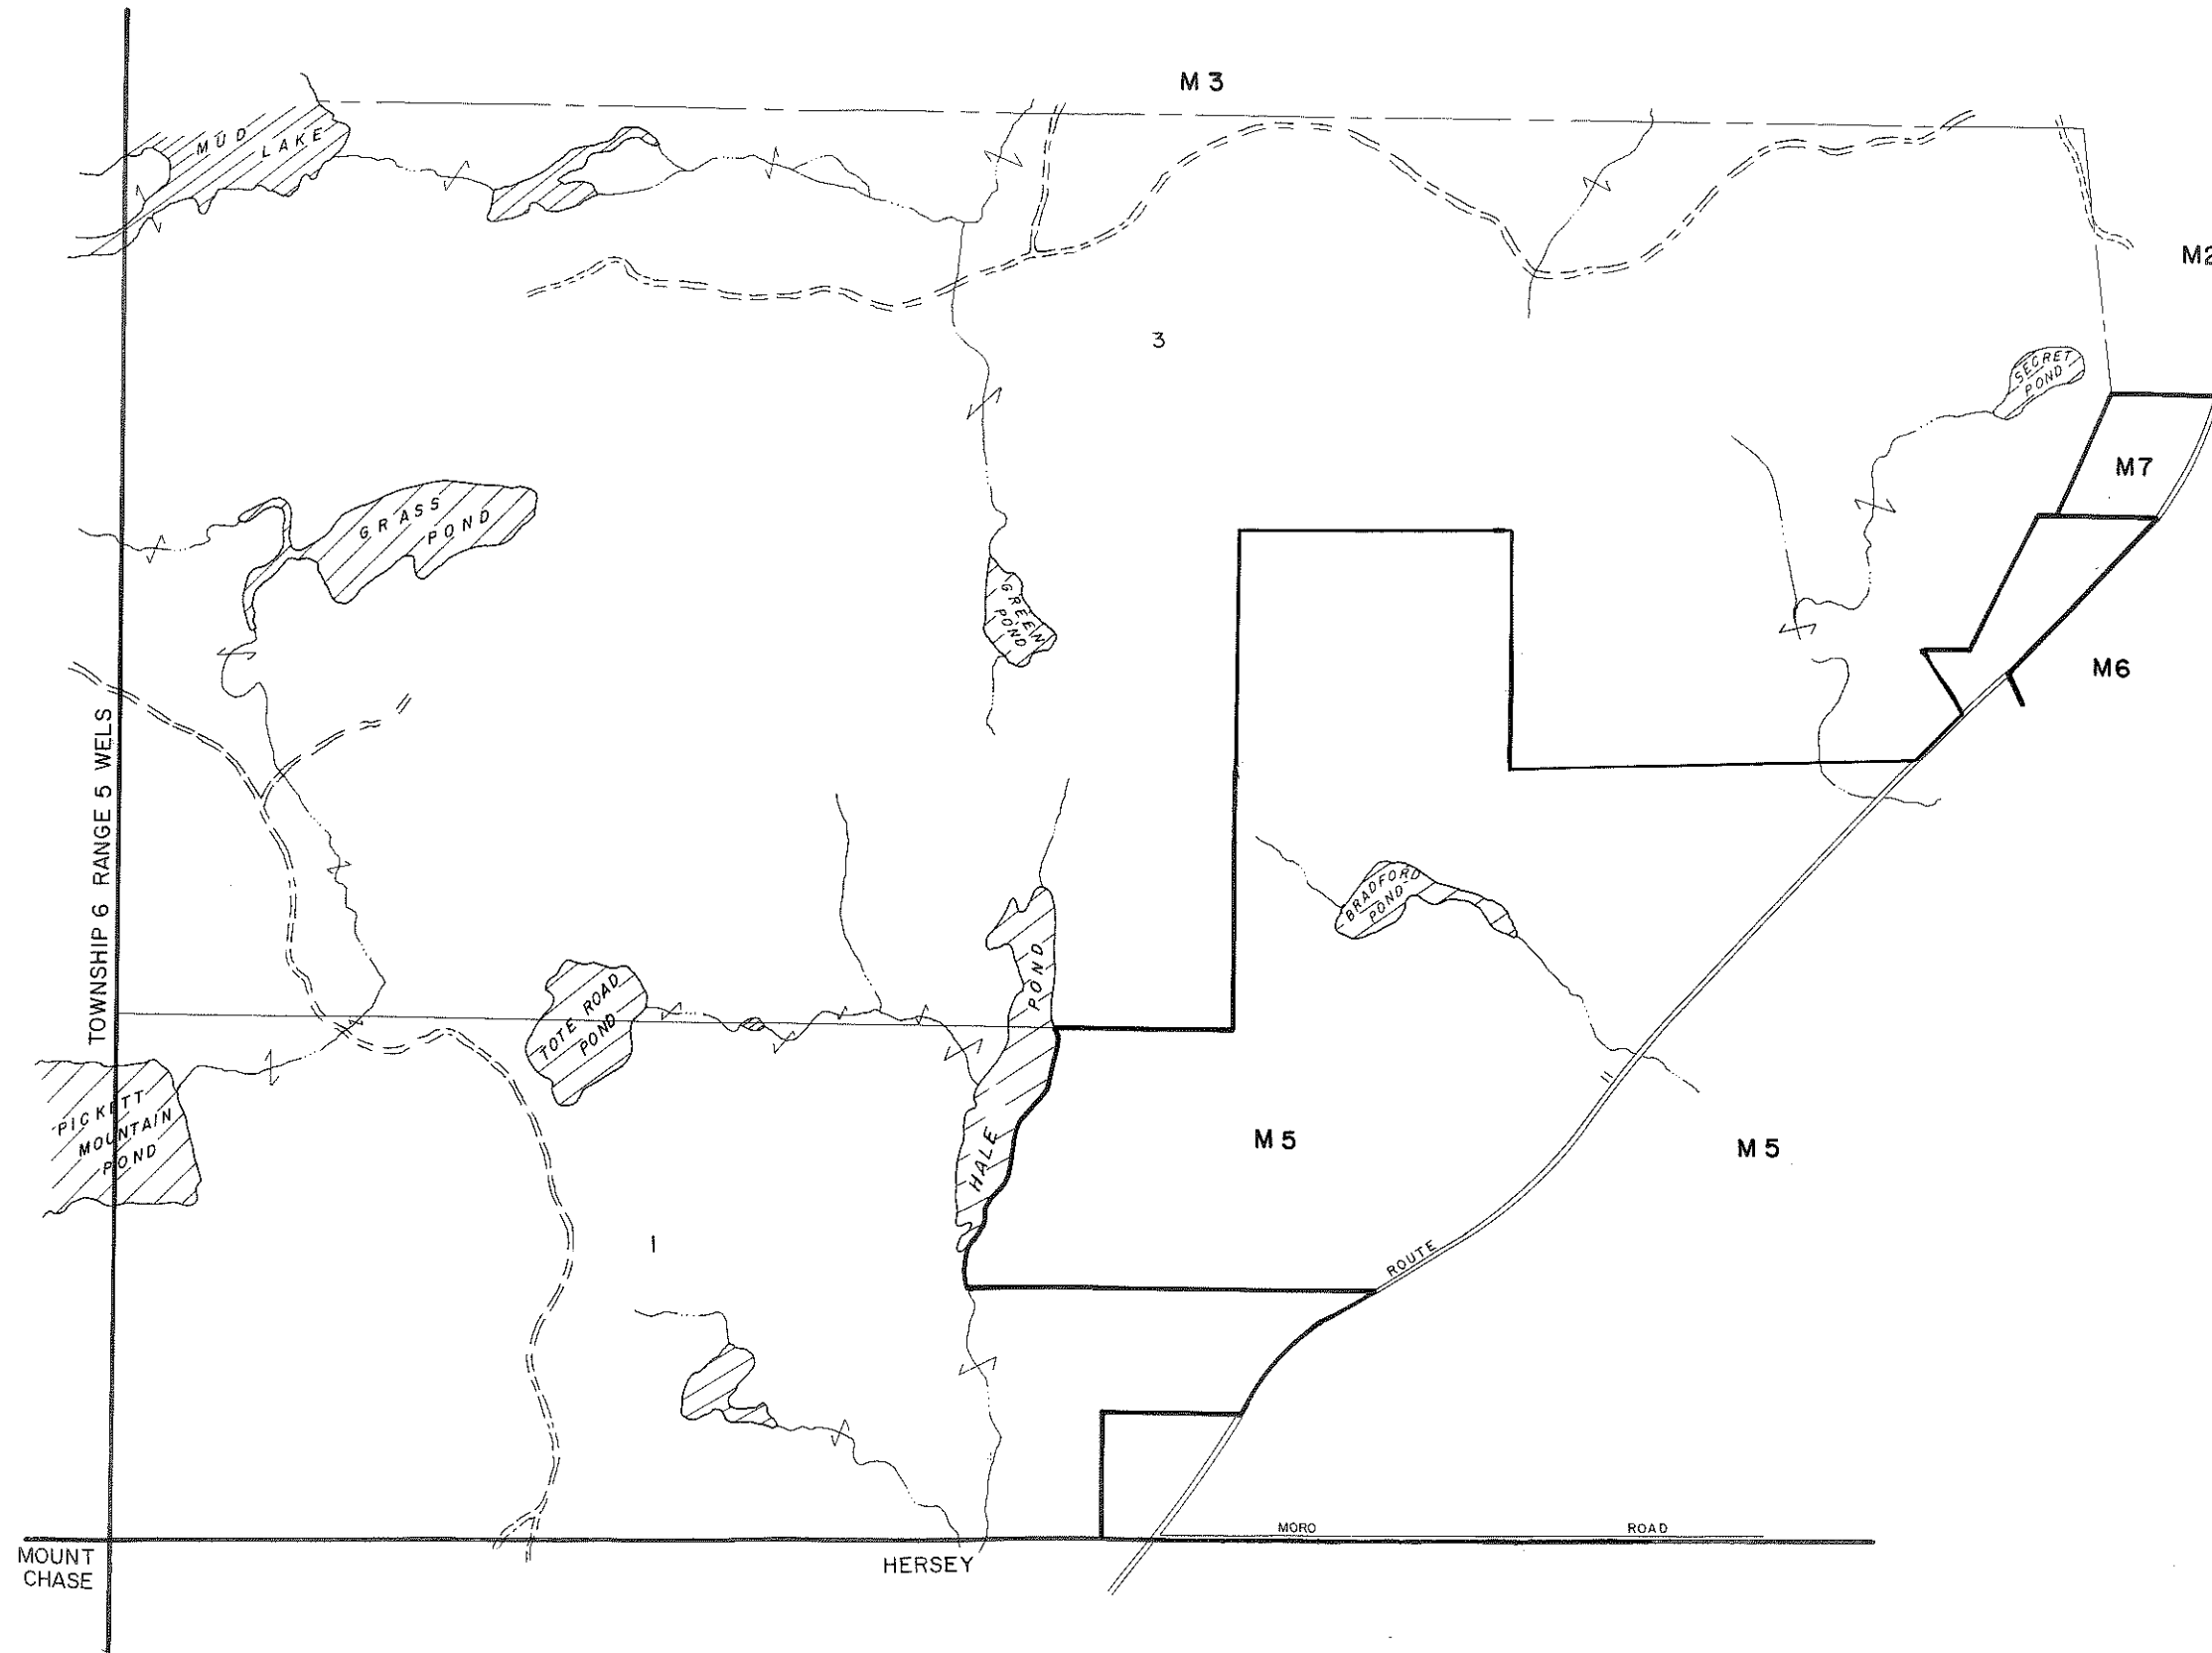 M 3
MUD
LAKE
M2
3
SECRET
POND
M7
GRASS
POND
GREEN
POND
M6
TOWNSHIP 6 RANGE 5 WELS
BRADFORD
POND
HALE POND
TOTE ROAD
POND
PICKETT
MOUNTAIN
POND
M 5
M 5
ROUTE 11
1
MORO ROAD
MOUNT
CHASE
HERSEY